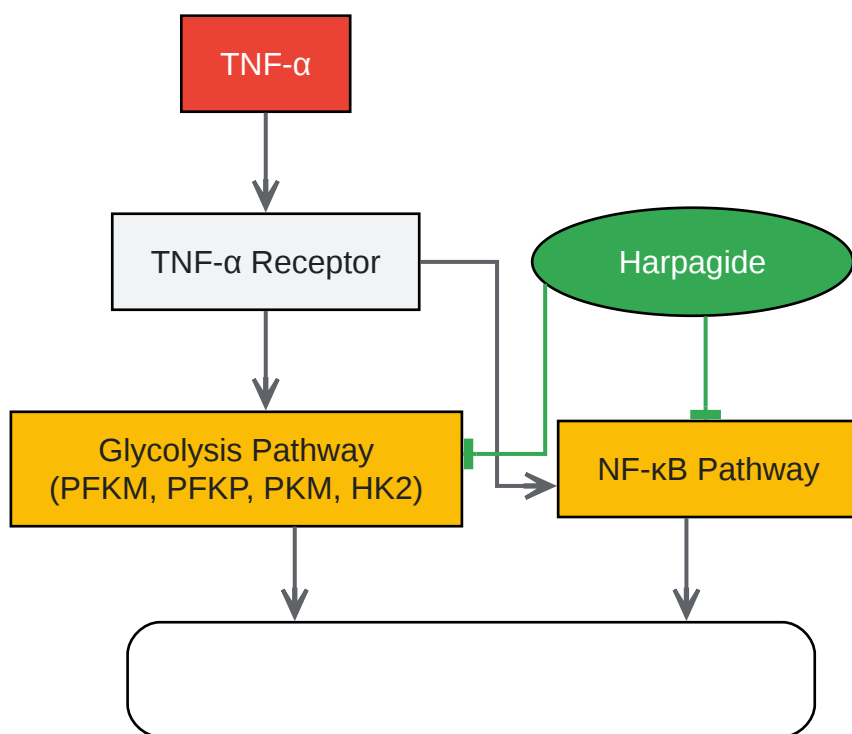 TNF-α
TNF-α Receptor
Harpagide
Glycolysis Pathway
(PFKM, PFKP, PKM, HK2)
NF-κB Pathway